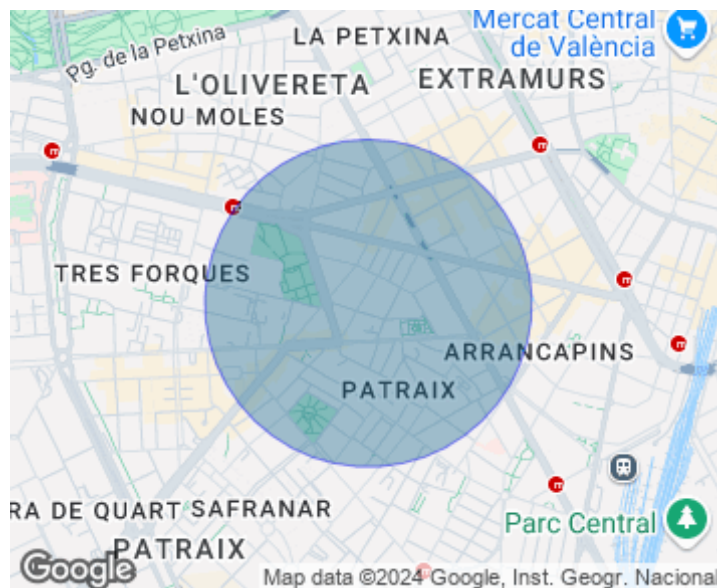 Mercat Central
de València
LA PETXINA
Pg. de la Petxina
L'OLIVERETA
EXTRAMURS
NOU MOLES
TRES FORQUES
ARRANCAPINS
PATRAIX
RA DE QUART
SAFRANAR
Parc Central
PATRAIX
Google
Map data ©2024 Google, Inst. Geogr. Nacional